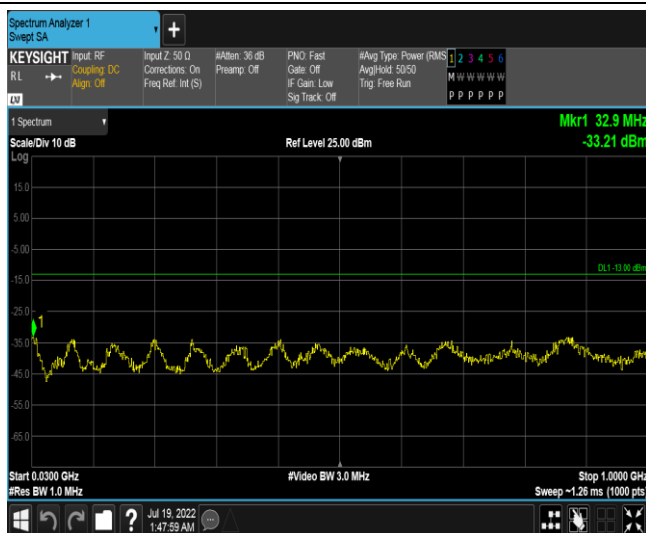 Spectrum Analyzer 1
Swept SA
+
KEYSIGHT
RL
LXI
Input: RF
Coupling: DC
Align: Off
Input Z: 50 Ω
Corrections: On
Freq Ref: Int (S)
#Atten: 36 dB
Preamp: Off
PNO: Fast
Gate: Off
IF Gain: Low
Sig Track: Off
#Avg Type: Power (RMS
Avg|Hold: 50/50
Trig: Free Run
1 2 3 4 5 6
M W W W W W
P P P P P P
1 Spectrum
Scale/Div 10 dB
Ref Level 25.00 dBm
Mkr1 32.9 MHz
-33.21 dBm
Log
15.0
5.00
-5.00
DL1 -13.00 dBm
-15.0
-25.0
1
-35.0
-45.0
-55.0
-65.0
Start 0.0300 GHz
#Video BW 3.0 MHz
Stop 1.0000 GHz
#Res BW 1.0 MHz
Sweep ~1.26 ms (1000 pts)
?
Jul 19, 2022
1:47:59 AM